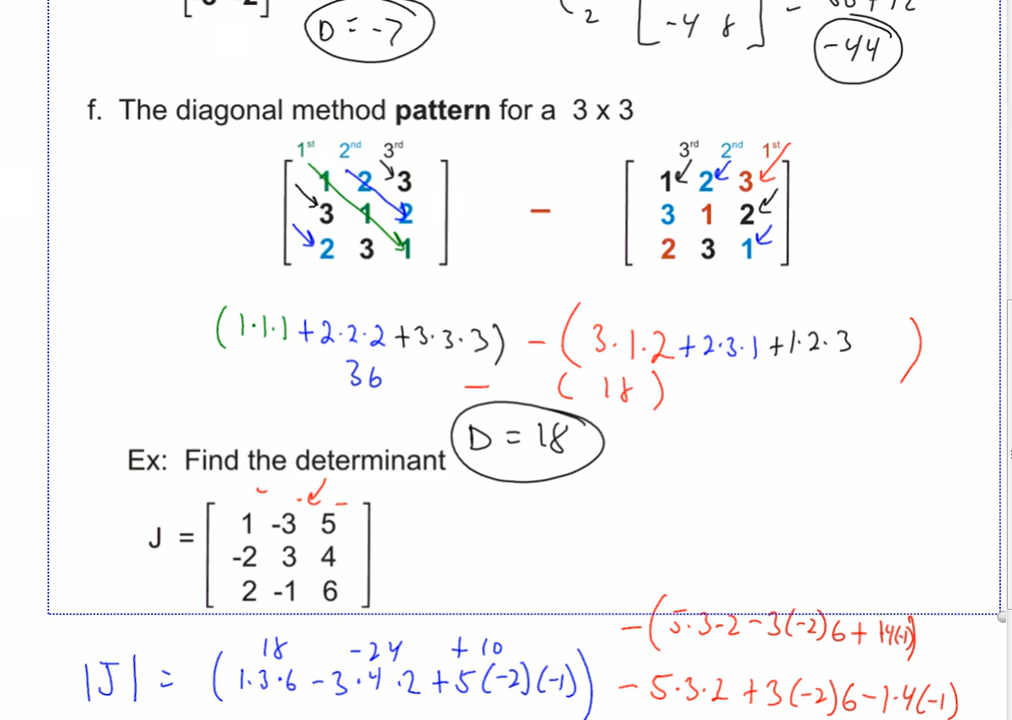 D = -7
2 [-4 8] =
-44
f. The diagonal method pattern for a 3 x 3
1st 2nd 3rd 3rd 2nd 1st
1 2 3 1 2 3
3 1 2 - 3 1 2
2 3 1 2 3 1
(1·1·1 + 2·2·2 + 3·3·3) - (3·1·2 + 2·3·1 + 1·2·3)
36 - (18)
D = 18
Ex: Find the determinant
1 -3 5
J = -2 3 4
2 -1 6
-(5·3·2 - 3(-2)6 + 14(-1))
18 -24 + 10
|J| = (1·3·6 - 3·4·2 + 5(-2)(-1)) - 5·3·2 + 3(-2)6 - 1·4(-1)